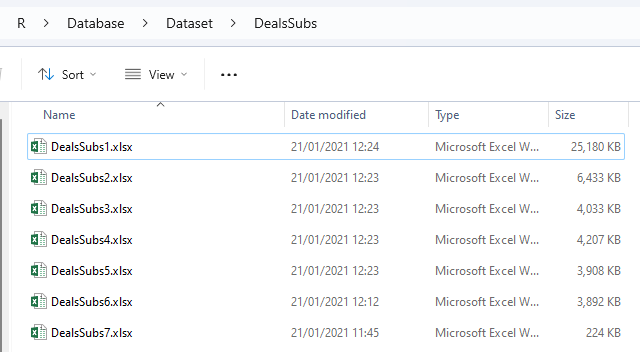 R > Database > Dataset > DealsSubs
Sort View ...
Name Date modified Type Size
DealsSubs1.xlsx 21/01/2021 12:24 Microsoft Excel W... 25,180 KB
DealsSubs2.xlsx 21/01/2021 12:23 Microsoft Excel W... 6,433 KB
DealsSubs3.xlsx 21/01/2021 12:23 Microsoft Excel W... 4,033 KB
DealsSubs4.xlsx 21/01/2021 12:23 Microsoft Excel W... 4,207 KB
DealsSubs5.xlsx 21/01/2021 12:23 Microsoft Excel W... 3,908 KB
DealsSubs6.xlsx 21/01/2021 12:12 Microsoft Excel W... 3,892 KB
DealsSubs7.xlsx 21/01/2021 11:45 Microsoft Excel W... 224 KB